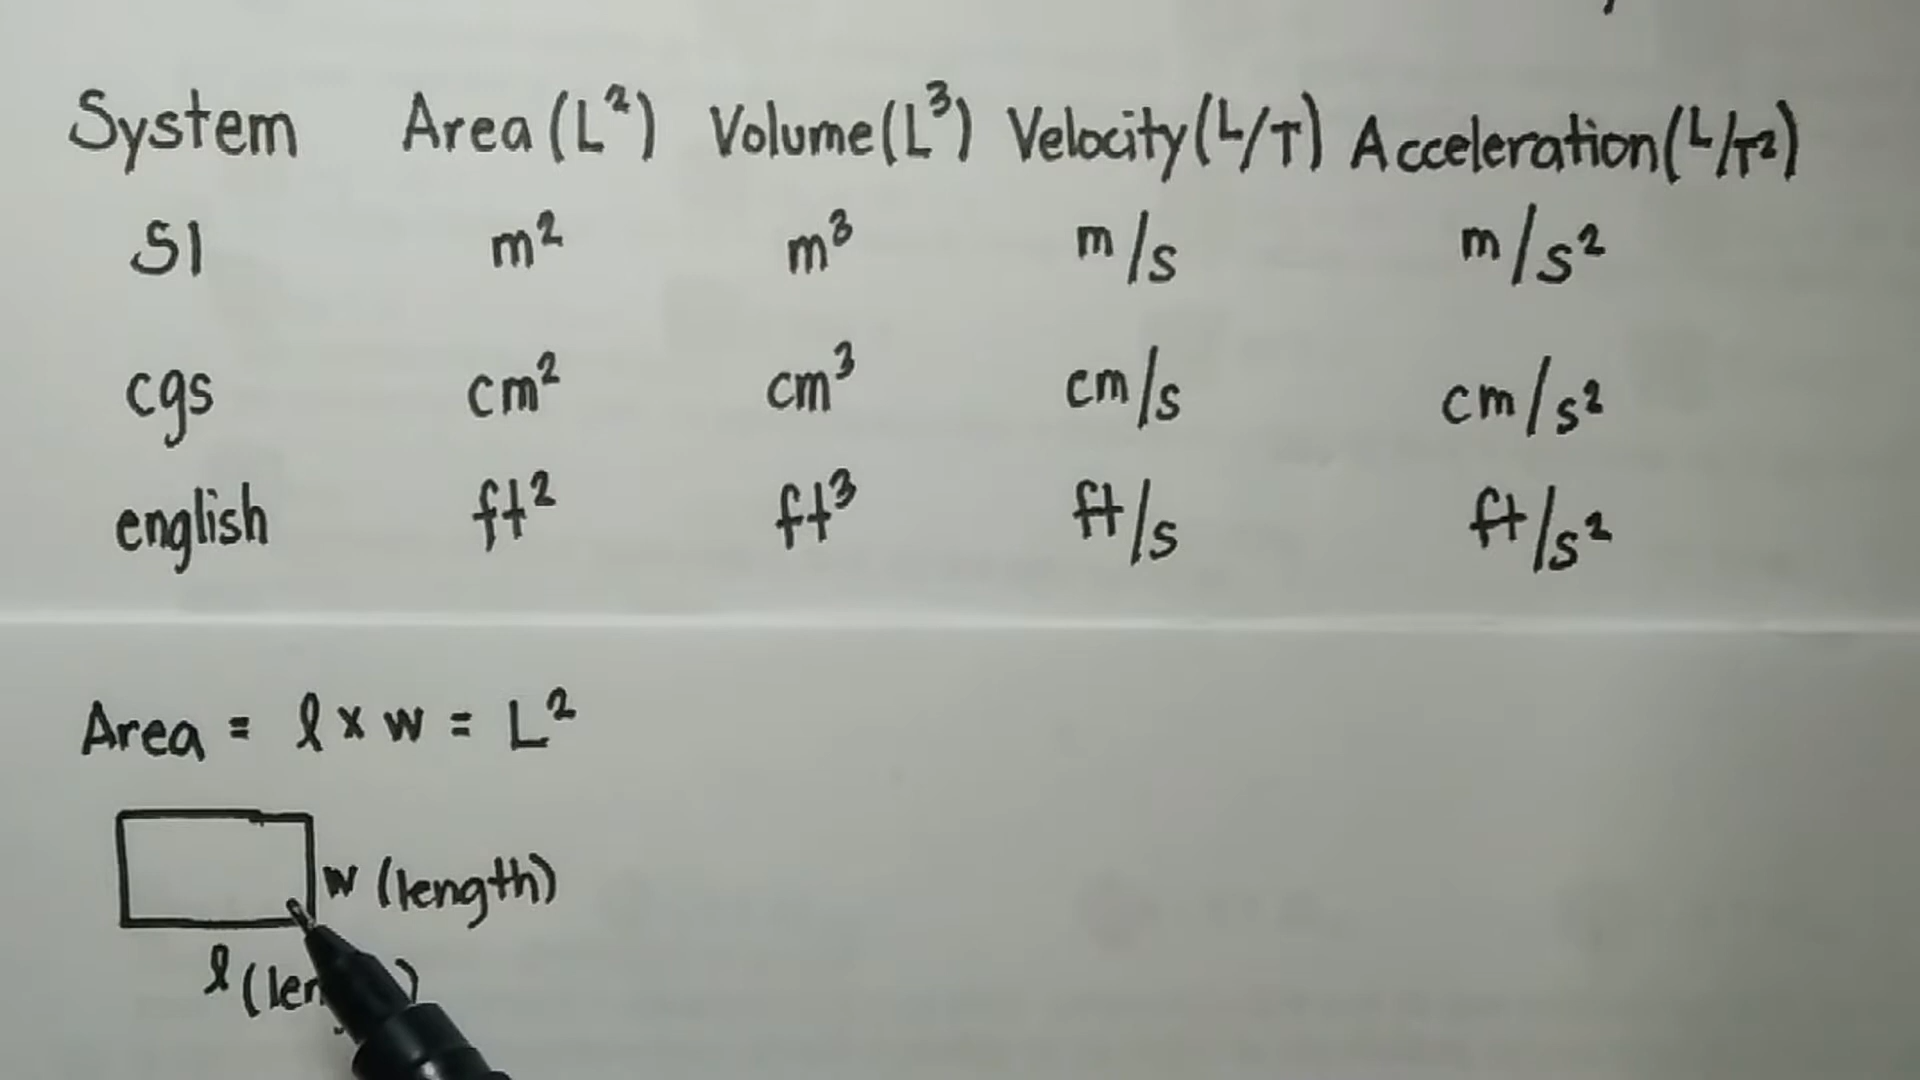 System Area (L²) Volume (L³) Velocity (L/T) Acceleration (L/T²)
SI m² m³ m/s m/s²
cgs cm² cm³ cm/s cm/s²
english ft² ft³ ft/s ft/s²
Area = l x w = L²
w (length)
l